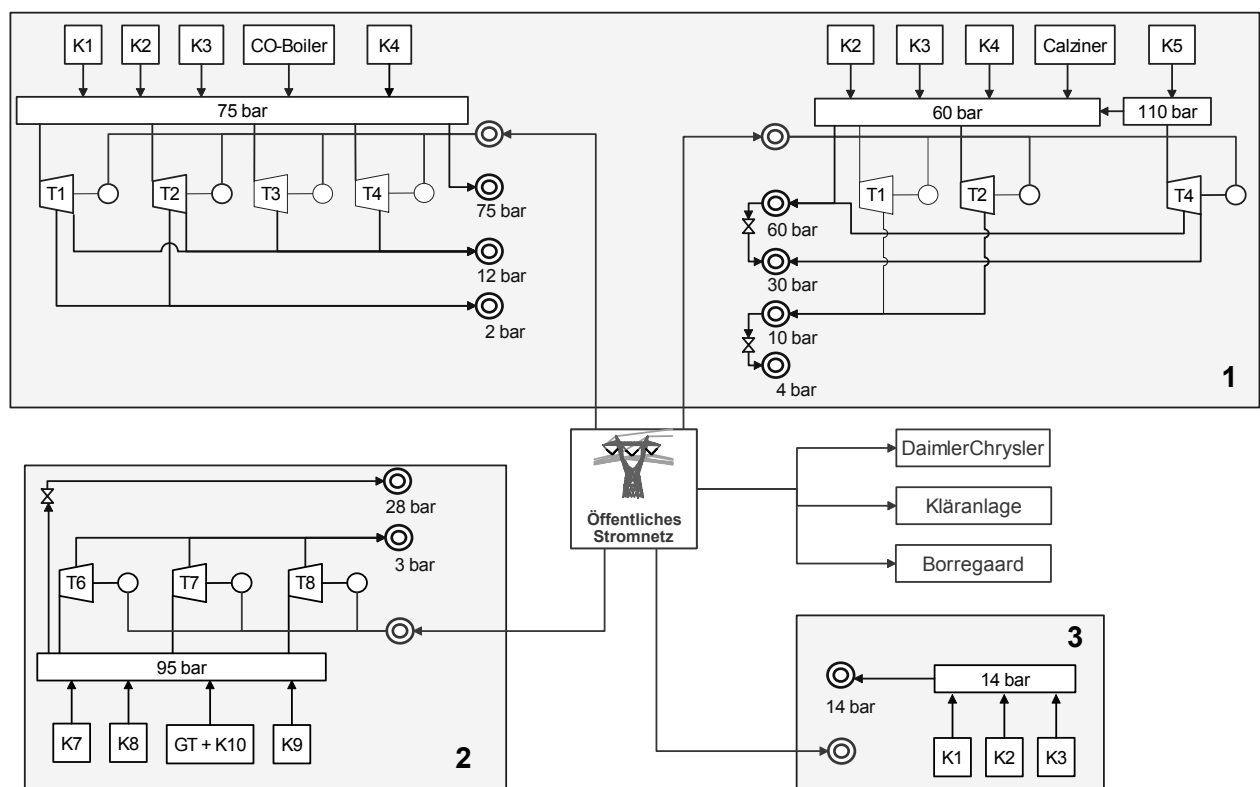 K1 K2 K3 CO-Boiler K4
75 bar
T1 T2 T3 T4
75 bar
12 bar
2 bar
K2 K3 K4 Calziner K5
60 bar 110 bar
T1 T2 T4
60 bar
30 bar
10 bar
4 bar
1
Öffentliches
Stromnetz
DaimlerChrysler
Kläranlage
Borregaard
28 bar
3 bar
T6 T7 T8
95 bar
K7 K8 GT + K10 K9
2
3
14 bar
14 bar
K1 K2 K3